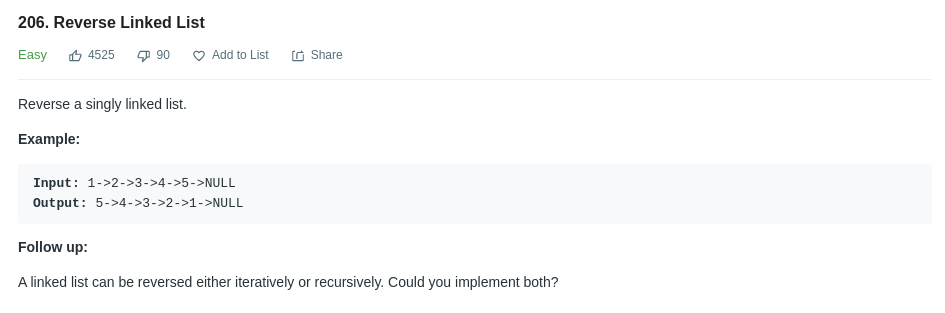 206. Reverse Linked List
Easy 4525 90 Add to List Share
Reverse a singly linked list.
Example:
Input: 1->2->3->4->5->NULL
Output: 5->4->3->2->1->NULL
Follow up:
A linked list can be reversed either iteratively or recursively. Could you implement both?